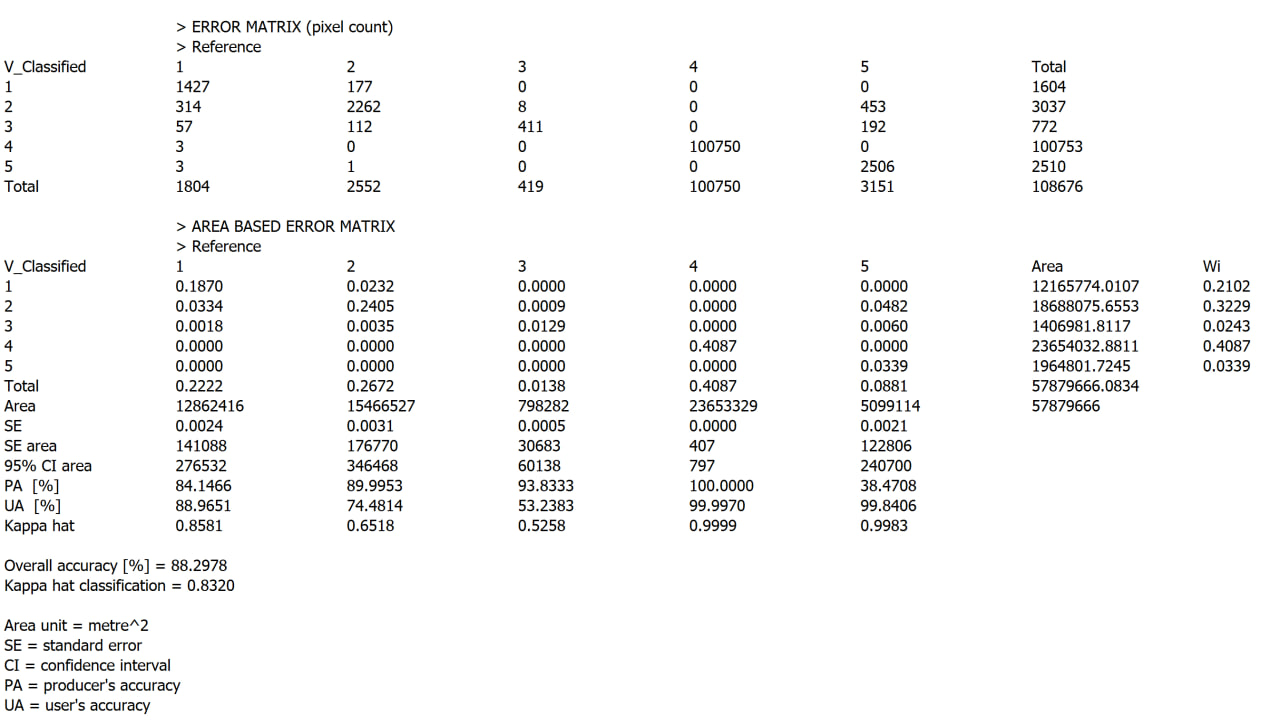 > ERROR MATRIX (pixel count)
> Reference
V_Classified 1 2 3 4 5 Total
1 1427 177 0 0 0 1604
2 314 2262 8 0 453 3037
3 57 112 411 0 192 772
4 3 0 0 100750 0 100753
5 3 1 0 0 2506 2510
Total 1804 2552 419 100750 3151 108676
> AREA BASED ERROR MATRIX
> Reference
V_Classified 1 2 3 4 5 Area Wi
1 0.1870 0.0232 0.0000 0.0000 0.0000 12165774.0107 0.2102
2 0.0334 0.2405 0.0009 0.0000 0.0482 18688075.6553 0.3229
3 0.0018 0.0035 0.0129 0.0000 0.0060 1406981.8117 0.0243
4 0.0000 0.0000 0.0000 0.4087 0.0000 23654032.8811 0.4087
5 0.0000 0.0000 0.0000 0.0000 0.0339 1964801.7245 0.0339
Total 0.2222 0.2672 0.0138 0.4087 0.0881 57879666.0834
Area 12862416 15466527 798282 23653329 5099114 57879666
SE 0.0024 0.0031 0.0005 0.0000 0.0021
SE area 141088 176770 30683 407 122806
95% CI area 276532 346468 60138 797 240700
PA [%] 84.1466 89.9953 93.8333 100.0000 38.4708
UA [%] 88.9651 74.4814 53.2383 99.9970 99.8406
Kappa hat 0.8581 0.6518 0.5258 0.9999 0.9983
Overall accuracy [%] = 88.2978
Kappa hat classification = 0.8320
Area unit = metre^2
SE = standard error
CI = confidence interval
PA = producer's accuracy
UA = user's accuracy